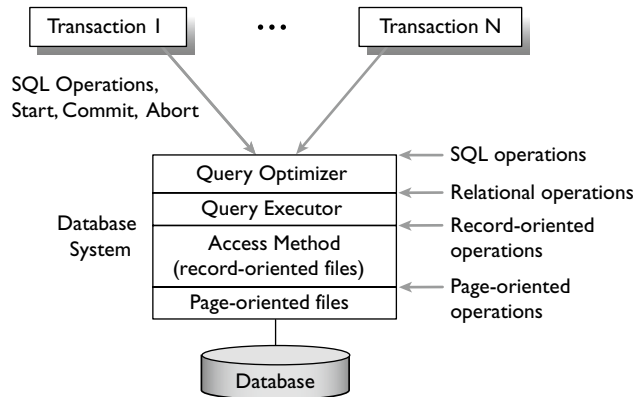 Transaction 1
•••
Transaction N
SQL Operations,
Start, Commit, Abort
Query Optimizer
SQL operations
Relational operations
Query Executor
Record-oriented
operations
Database
System
Access Method
(record-oriented files)
Page-oriented
operations
Page-oriented files
Database